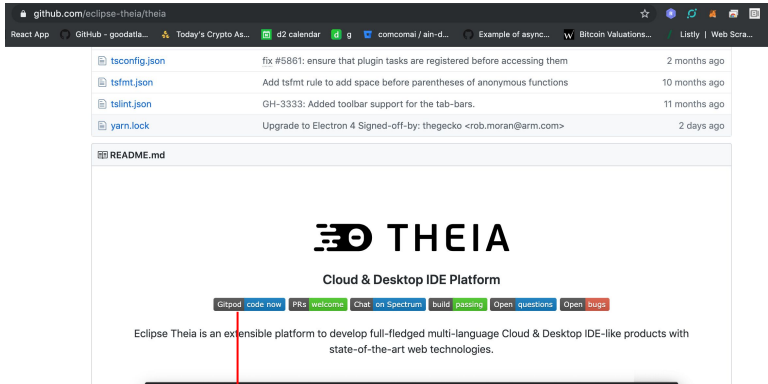 github.com/eclipse-theia/theia
React App GitHub - goodatla... Today's Crypto As... d2 calendar g comcomai / ain-d... Example of async... Bitcoin Valuations... Listly | Web Scra...
tsconfig.json fix #5861: ensure that plugin tasks are registered before accessing them 2 months ago
tsfmt.json Add tsfmt rule to add space before parentheses of anonymous functions 10 months ago
tslint.json GH-3333: Added toolbar support for the tab-bars. 11 months ago
yarn.lock Upgrade to Electron 4 Signed-off-by: thegecko <rob.moran@arm.com> 2 days ago
README.md
THEIA
Cloud & Desktop IDE Platform
Gitpod code now PRs welcome Chat on Spectrum build passing Open questions Open bugs
Eclipse Theia is an extensible platform to develop full-fledged multi-language Cloud & Desktop IDE-like products with
state-of-the-art web technologies.